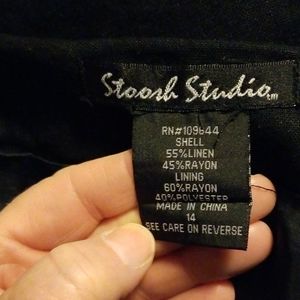 Stoosh Studio™
RN#109644
SHELL
55%LINEN
45%RAYON
LINING
60%RAYON
40%POLYESTER
MADE IN CHINA
14
SEE CARE ON REVERSE